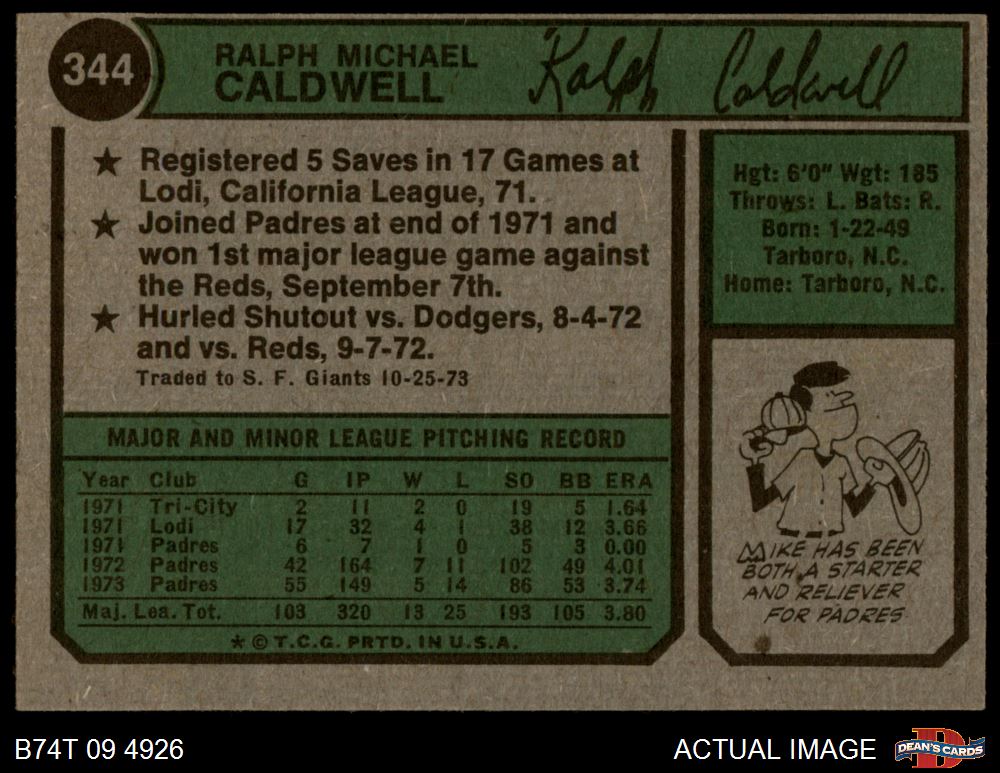 344
RALPH MICHAEL
CALDWELL
Ralph Caldwell
★ Registered 5 Saves in 17 Games at
Lodi, California League, 71.
★ Joined Padres at end of 1971 and
won 1st major league game against
the Reds, September 7th.
★ Hurled Shutout vs. Dodgers, 8-4-72
and vs. Reds, 9-7-72.
Traded to S. F. Giants 10-25-73
Hgt: 6'0" Wgt: 185
Throws: L. Bats: R.
Born: 1-22-49
Tarboro, N.C.
Home: Tarboro, N.C.
MAJOR AND MINOR LEAGUE PITCHING RECORD
Year Club G IP W L SO BB ERA
1971 Tri-City 2 11 2 0 19 5 1.64
1971 Lodi 17 32 4 1 38 12 3.66
1971 Padres 6 7 1 0 5 3 0.00
1972 Padres 42 164 7 11 102 49 4.01
1973 Padres 55 149 5 14 86 53 3.74
Maj. Lea. Tot. 103 320 13 25 193 105 3.80
★ © T.C.G. PRTD. IN U.S.A.
MIKE HAS BEEN
BOTH A STARTER
AND RELIEVER
FOR PADRES
B74T 09 4926
ACTUAL IMAGE
DEAN'S CARDS